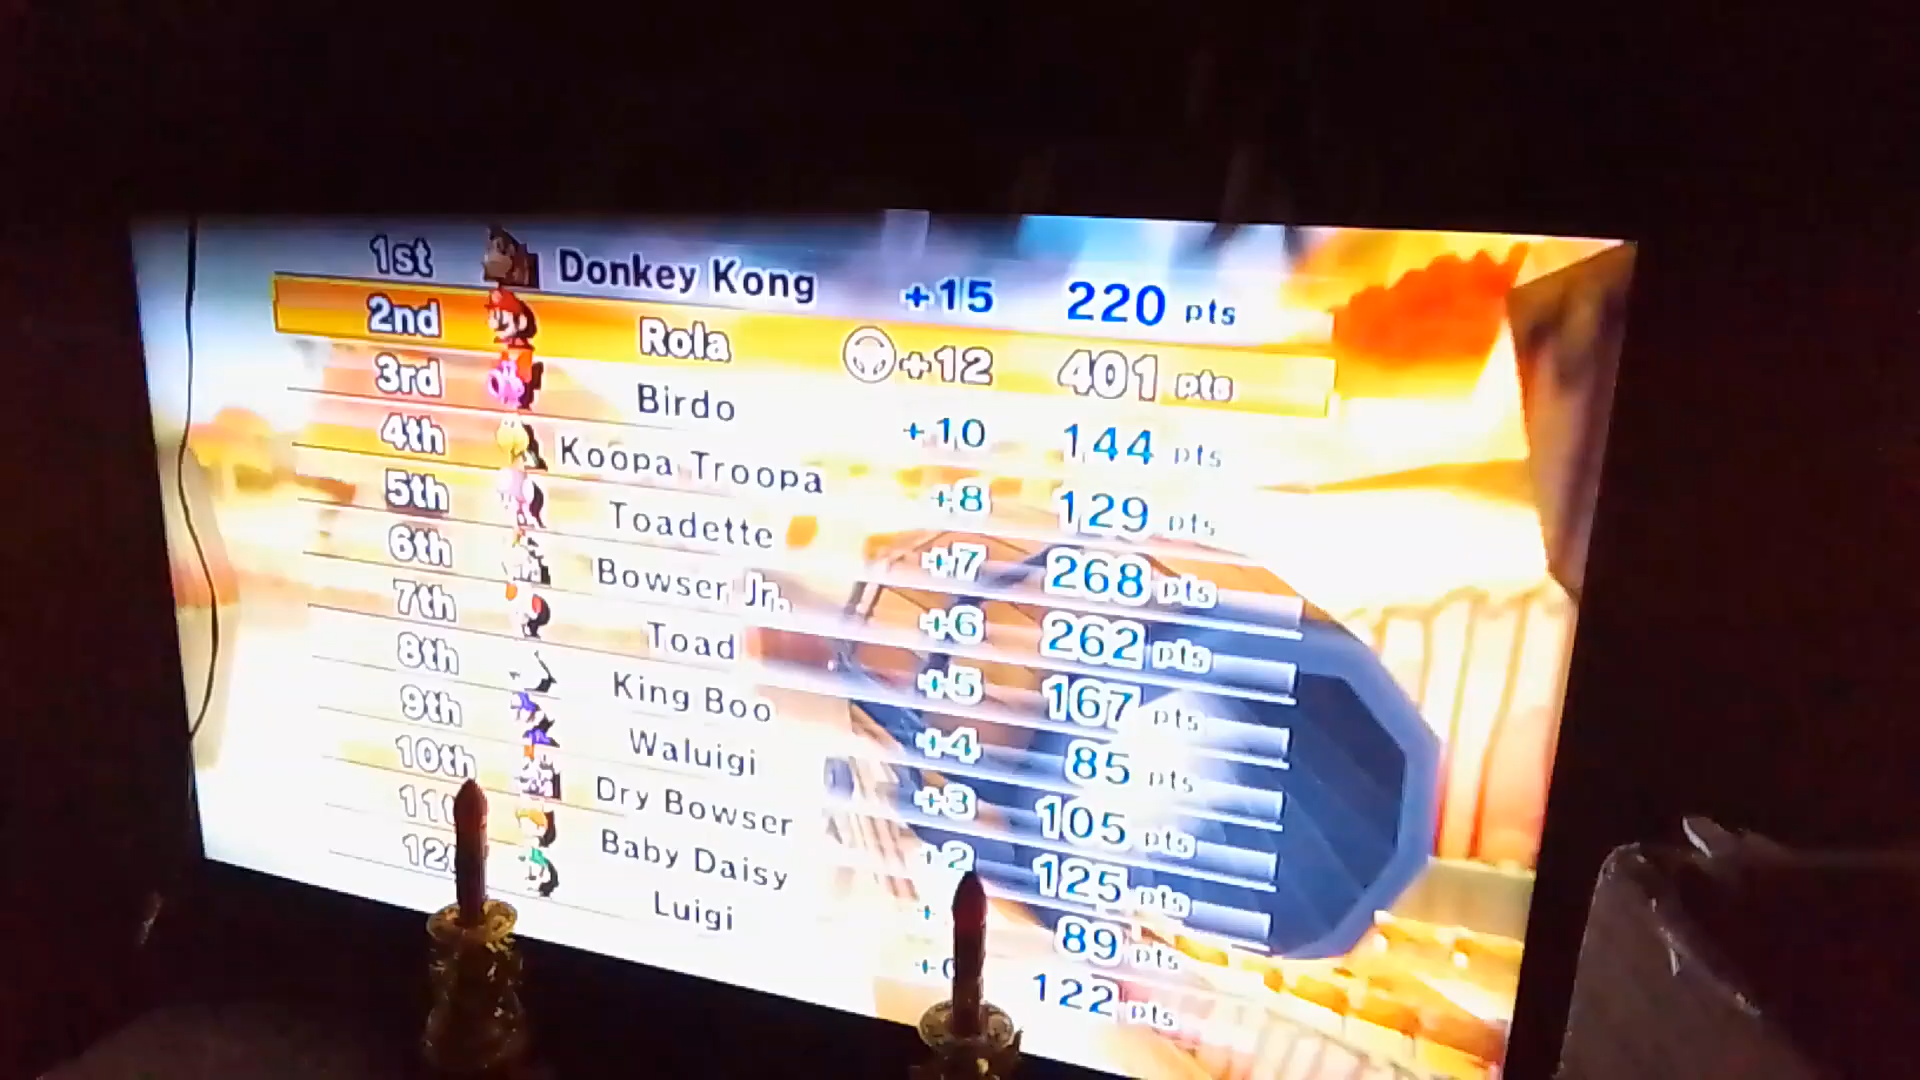 1st Donkey Kong +15 220 pts
2nd Rola +12 401 pts
3rd Birdo +10 144 pts
4th Koopa Troopa +8 129 pts
5th Toadette +7 268 pts
6th Bowser Jr. +6 262 pts
7th Toad +5 167 pts
8th King Boo +4 85 pts
9th Waluigi +3 105 pts
10th Dry Bowser +2 125 pts
Baby Daisy 89 pts
Luigi 122 pts